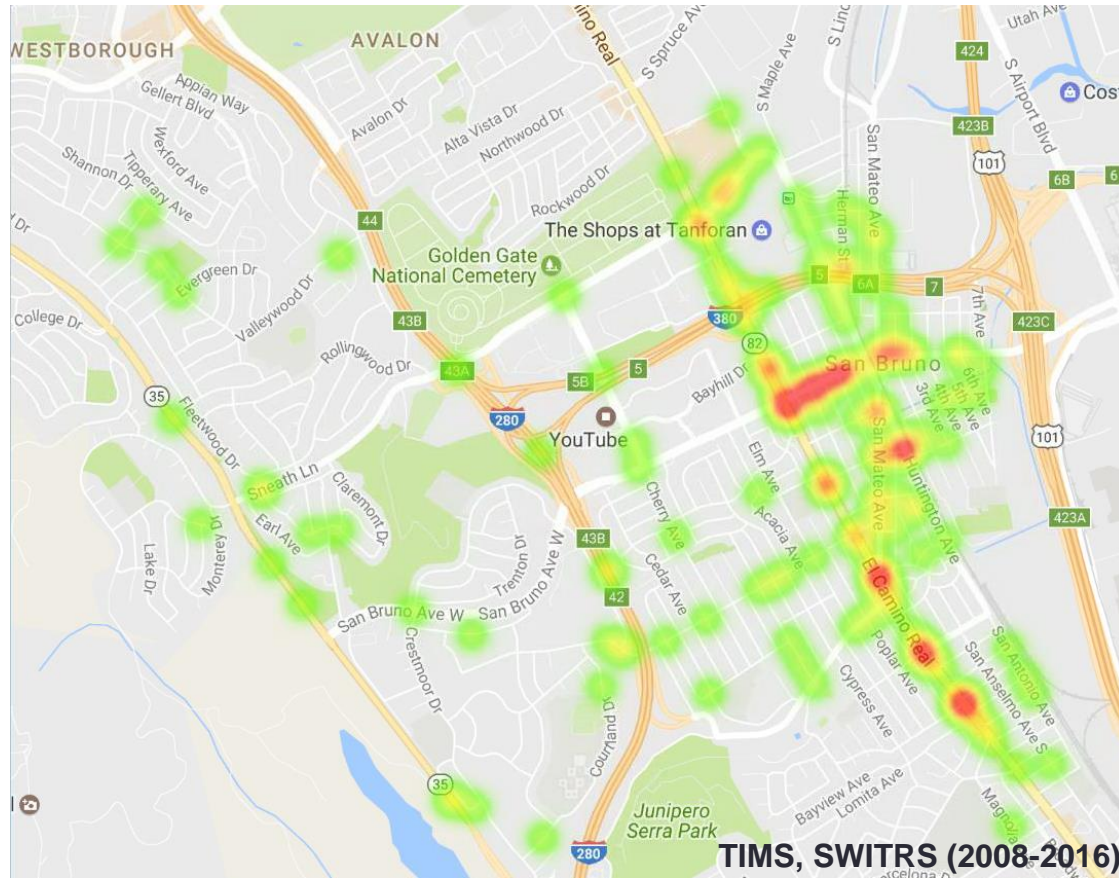 WESTBOROUGH
AVALON
Camino Real
S Spruce Ave
S Maple Ave
S Lin
Utah Ave
424
S Airport Blvd
Cost
Appian Way
Gellert Blvd
Avalon Dr
Alta Vista Dr
Northwood Dr
423B
101
San Mateo Ave
Wexford Ave
Tipperary Ave
Shannon Dr
Rockwood Dr
6B
6
44
Herman St
The Shops at Tanforan
Golden Gate
National Cemetery
Evergreen Dr
5
6A
7
7th Ave
College Dr
Valleywood Dr
43B
380
423C
Rollingwood Dr
82
San Bruno
43A
5B
5
Bayhill Dr
6th Ave
5th Ave
4th Ave
3rd Ave
35
Fleetwood Dr
280
YouTube
101
Elm Ave
San Mateo Ave
Huntington Ave
Sneath Ln
Claremont Dr
Cherry Ave
Acacia Ave
423A
Earl Ave
Monterey Dr
Lake Dr
Trenton Dr
43B
Cedar Ave
El Camino Real
42
San Bruno Ave W
San Bruno Ave W
Crestmoor Dr
Poplar Ave
San Antonio Ave
San Anselmo Ave S
Cypress Ave
Courtland Dr
35
Bayview Ave
Lomita Ave
Junipero
Serra Park
Magnolia
280
TIMS, SWITRS (2008-2016)
Barcelona D